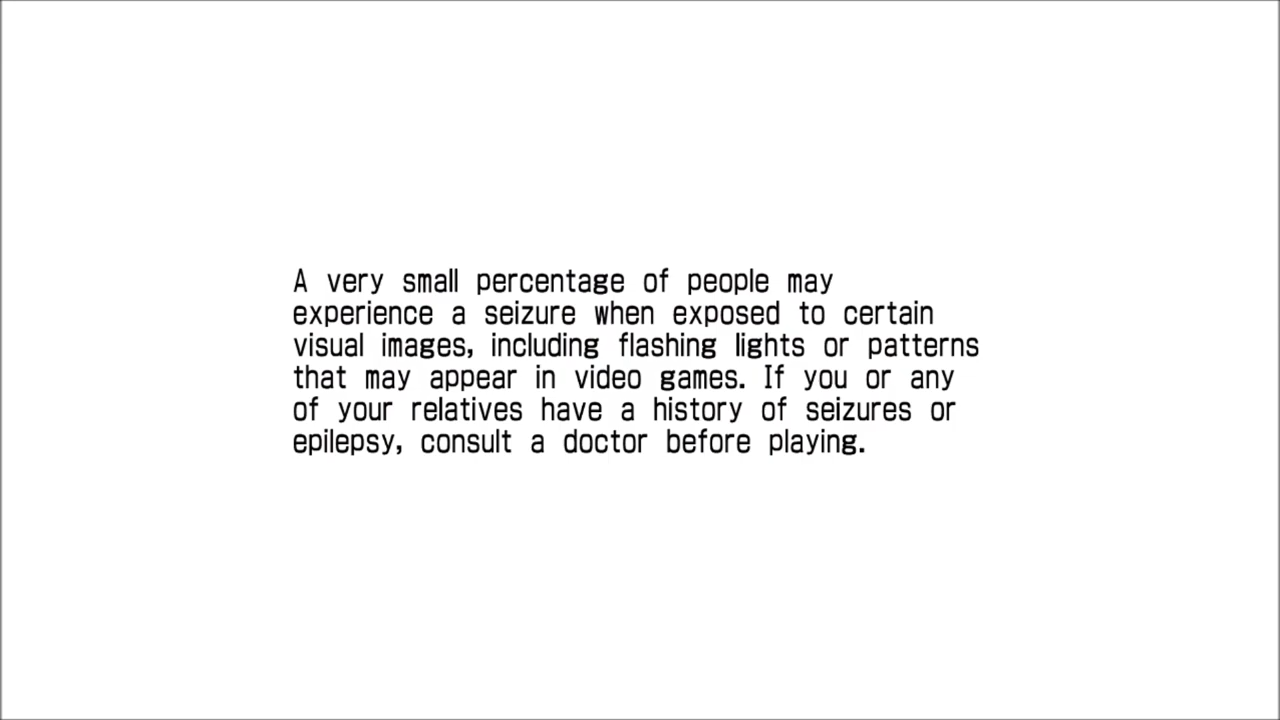 A very small percentage of people may
experience a seizure when exposed to certain
visual images, including flashing lights or patterns
that may appear in video games. If you or any
of your relatives have a history of seizures or
epilepsy, consult a doctor before playing.